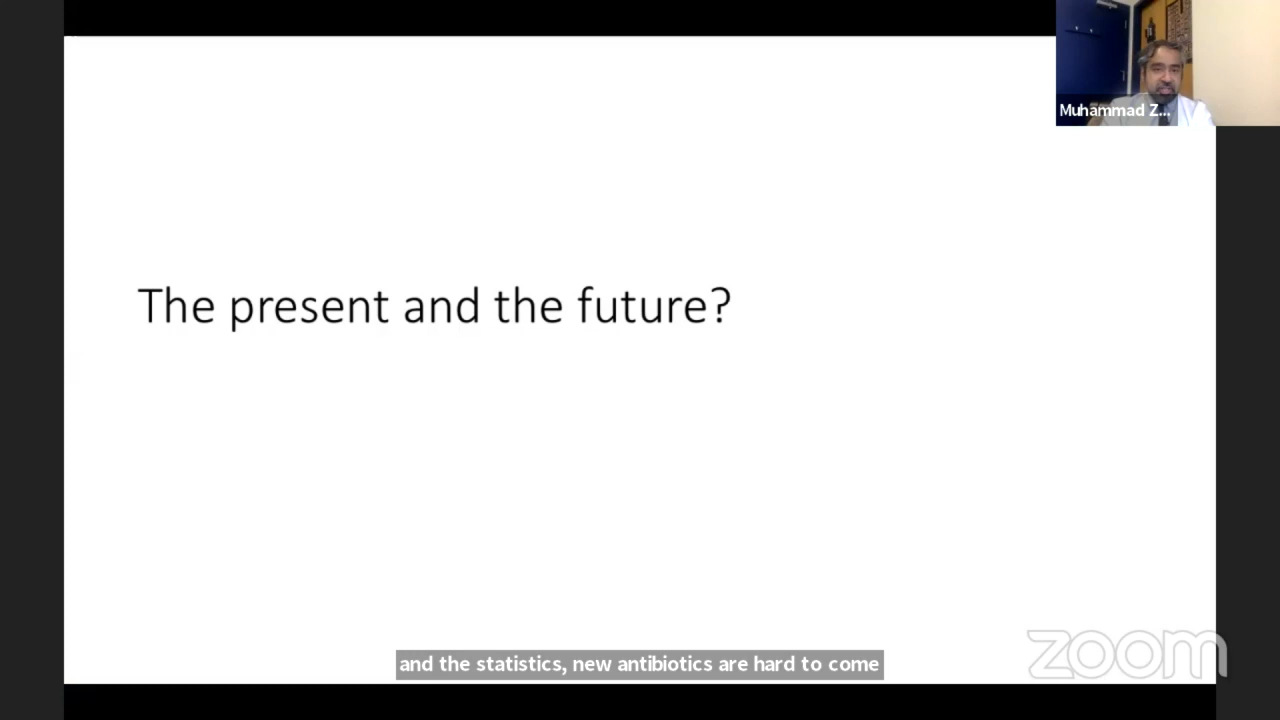 Muhammad Z...
The present and the future?
and the statistics, new antibiotics are hard to come
zoom